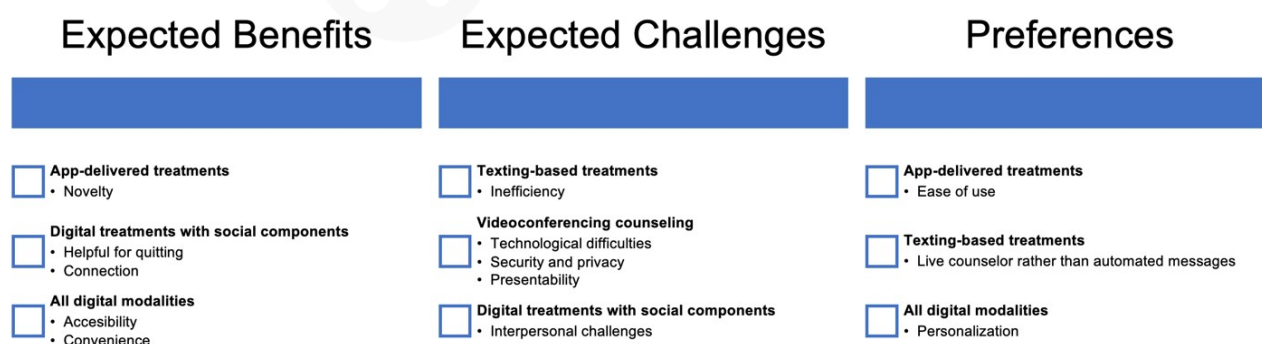 Expected Benefits
App-delivered treatments
• Novelty
Digital treatments with social components
• Helpful for quitting
• Connection
All digital modalities
• Accesibility
• Convenience
Expected Challenges
Texting-based treatments
• Inefficiency
Videoconferencing counseling
• Technological difficulties
• Security and privacy
• Presentability
Digital treatments with social components
• Interpersonal challenges
Preferences
App-delivered treatments
• Ease of use
Texting-based treatments
• Live counselor rather than automated messages
All digital modalities
• Personalization